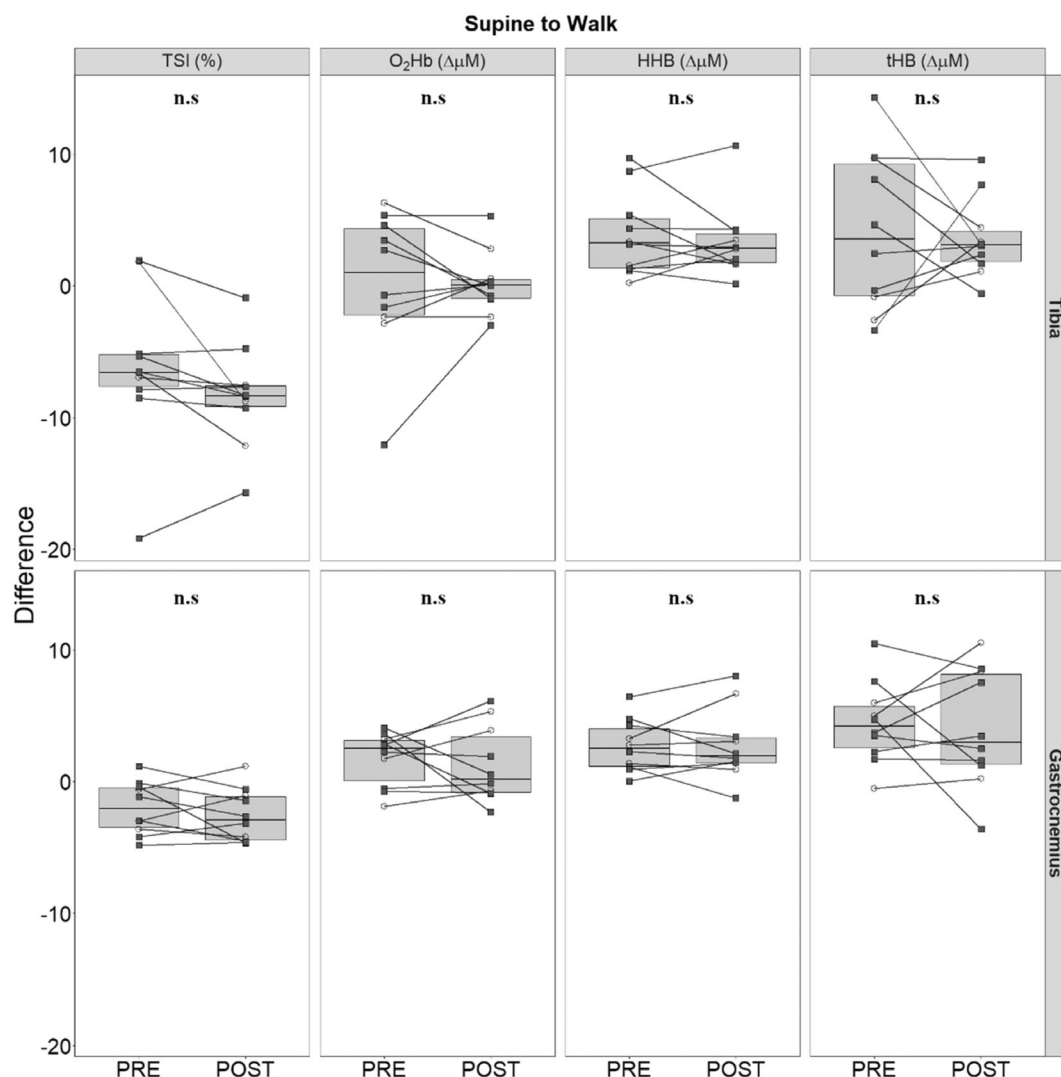 Supine to Walk
TSI (%) O₂Hb (ΔµM) HHB (ΔµM) tHB (ΔµM)
n.s n.s n.s n.s
10
0
-10
-20
Tibia
Difference
n.s n.s n.s n.s
10
0
-10
-20
Gastrocnemius
PRE POST PRE POST PRE POST PRE POST